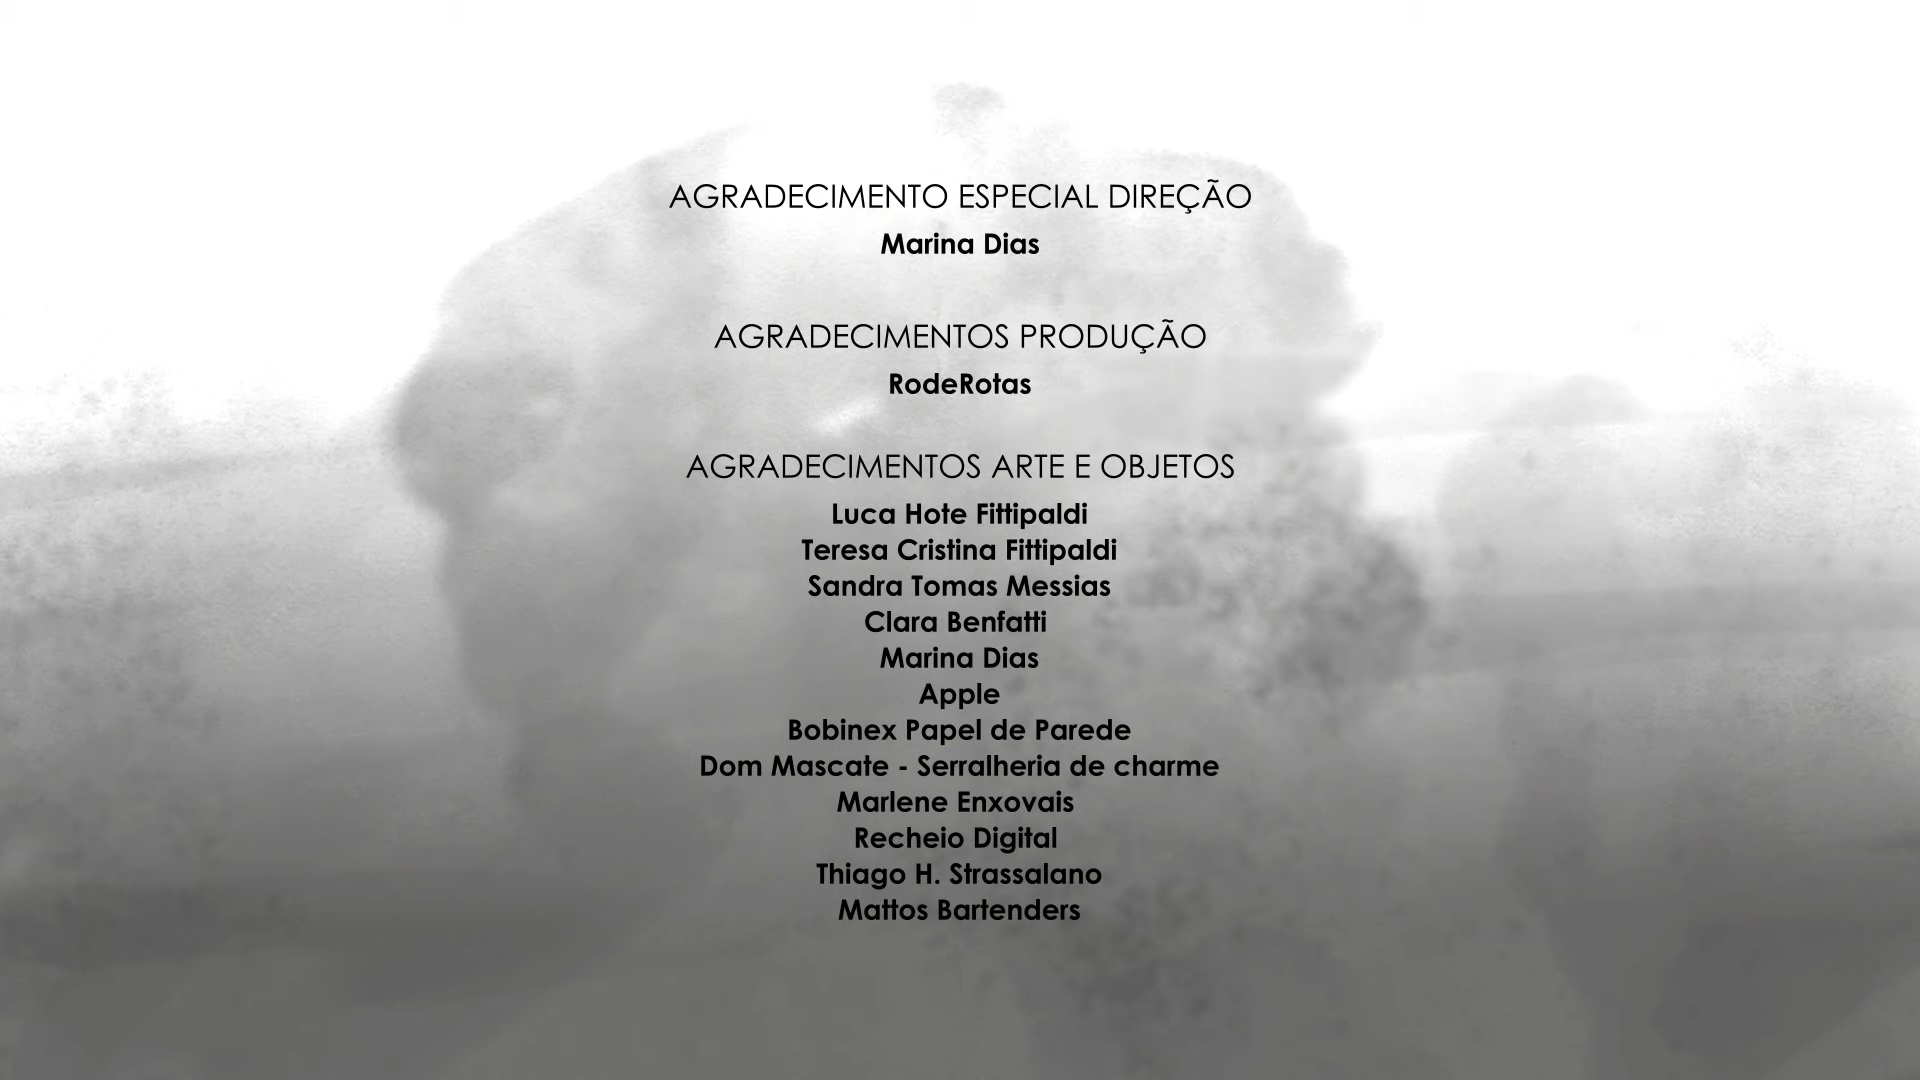 AGRADECIMENTO ESPECIAL DIREÇÃO
Marina Dias
AGRADECIMENTOS PRODUÇÃO
RodeRotas
AGRADECIMENTOS ARTE E OBJETOS
Luca Hote Fittipaldi
Teresa Cristina Fittipaldi
Sandra Tomas Messias
Clara Benfatti
Marina Dias
Apple
Bobinex Papel de Parede
Dom Mascate - Serralheria de charme
Marlene Enxovais
Recheio Digital
Thiago H. Strassalano
Mattos Bartenders